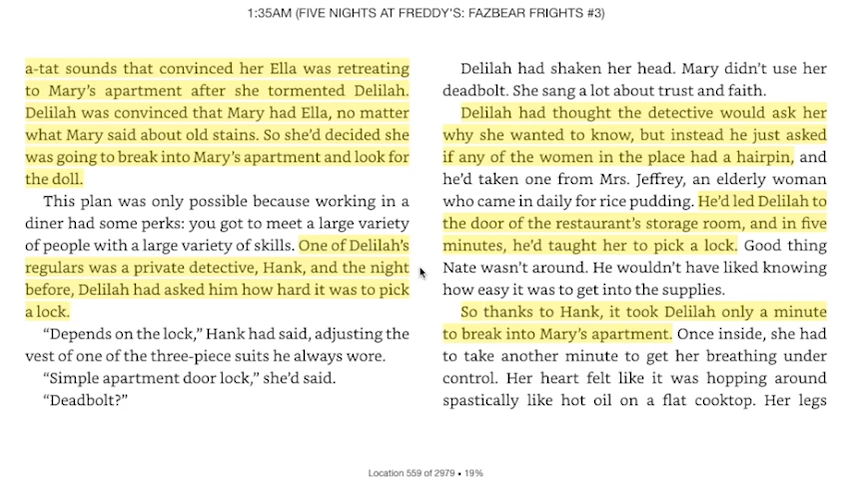 1:35AM (FIVE NIGHTS AT FREDDY'S: FAZBEAR FRIGHTS #3)
a-tat sounds that convinced her Ella was retreating
to Mary's apartment after she tormented Delilah.
Delilah was convinced that Mary had Ella, no matter
what Mary said about old stains. So she'd decided she
was going to break into Mary's apartment and look for
the doll.
This plan was only possible because working in a
diner had some perks: you got to meet a large variety
of people with a large variety of skills. One of Delilah's
regulars was a private detective, Hank, and the night
before, Delilah had asked him how hard it was to pick
a lock.
“Depends on the lock,” Hank had said, adjusting the
vest of one of the three-piece suits he always wore.
“Simple apartment door lock,” she'd said.
“Deadbolt?”
Delilah had shaken her head. Mary didn't use her
deadbolt. She sang a lot about trust and faith.
Delilah had thought the detective would ask her
why she wanted to know, but instead he just asked
if any of the women in the place had a hairpin, and
he'd taken one from Mrs. Jeffrey, an elderly woman
who came in daily for rice pudding. He'd led Delilah to
the door of the restaurant's storage room, and in five
minutes, he'd taught her to pick a lock. Good thing
Nate wasn't around. He wouldn't have liked knowing
how easy it was to get into the supplies.
So thanks to Hank, it took Delilah only a minute
to break into Mary's apartment. Once inside, she had
to take another minute to get her breathing under
control. Her heart felt like it was hopping around
spastically like hot oil on a flat cooktop. Her legs
Location 559 of 2979 • 19%